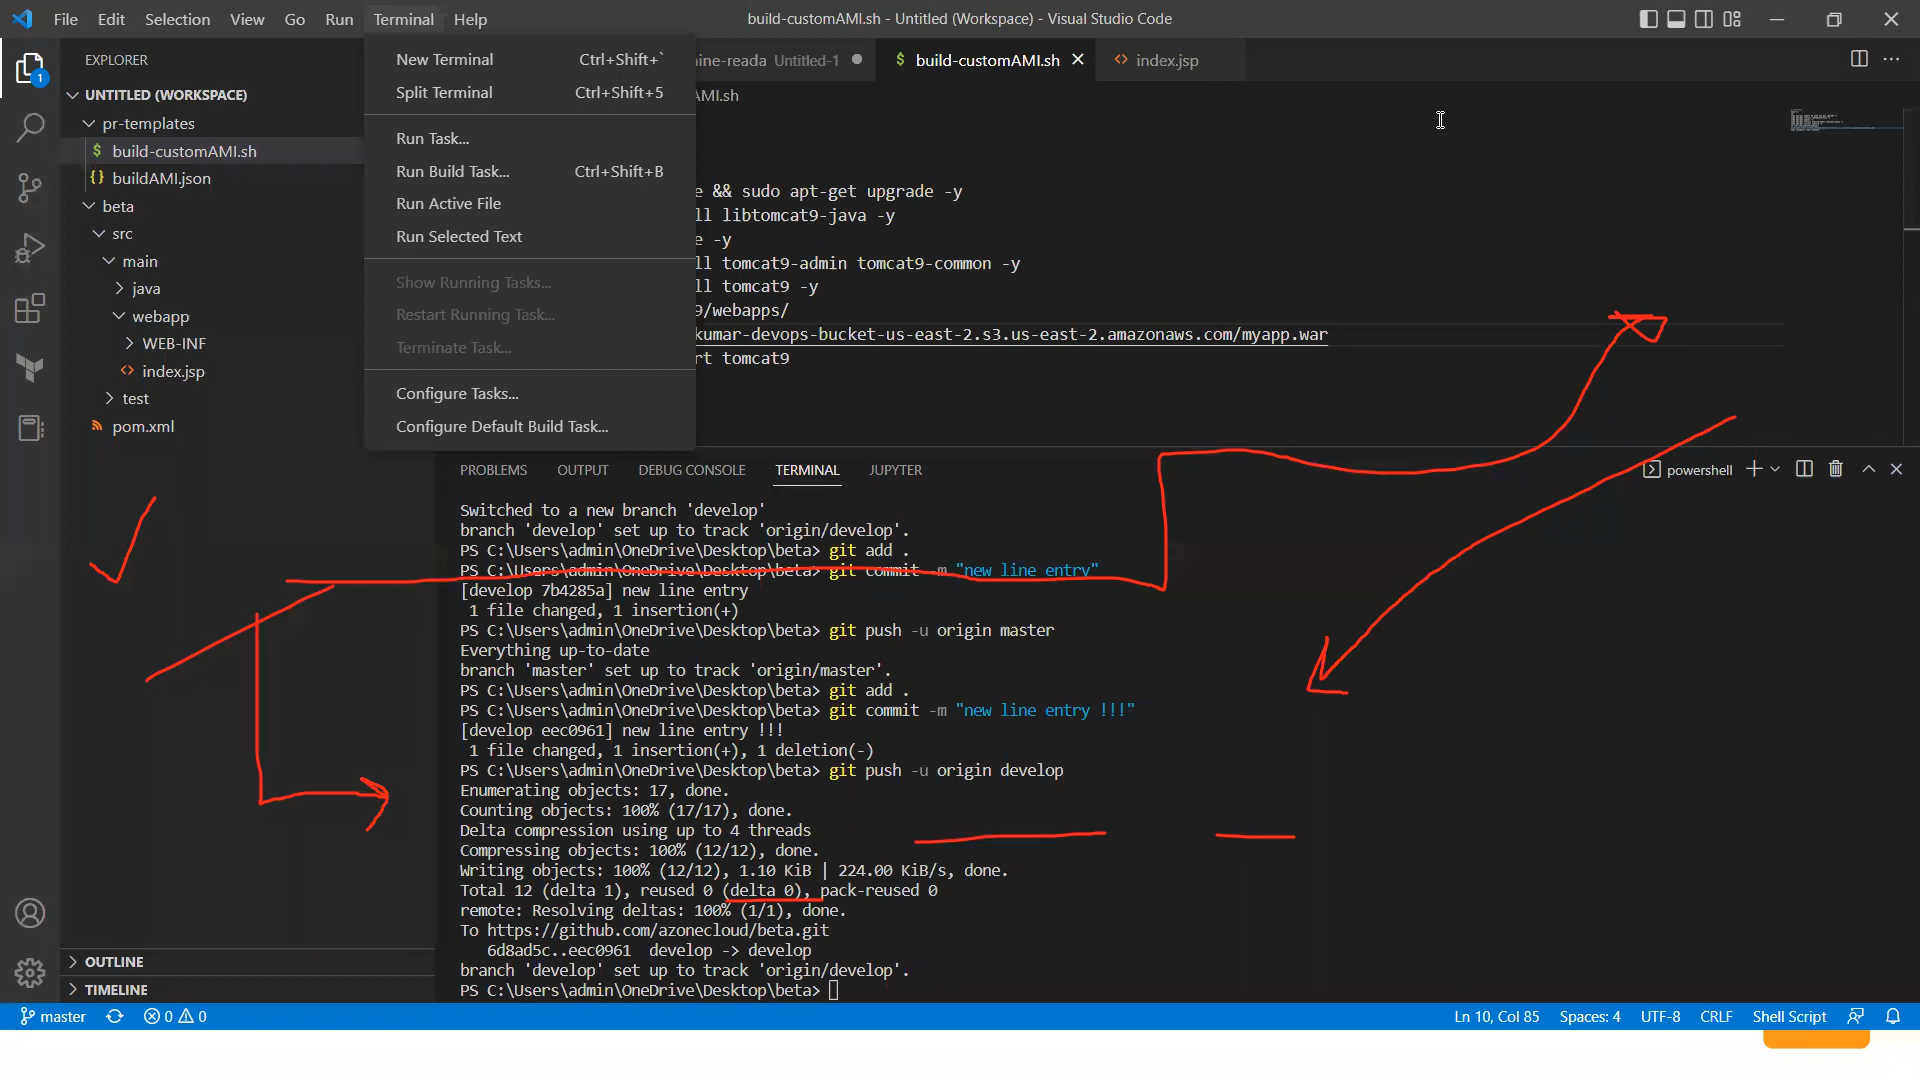 File Edit Selection View Go Run Terminal Help
build-customAMI.sh - Untitled (Workspace) - Visual Studio Code
EXPLORER
1
UNTITLED (WORKSPACE)
pr-templates
$ build-customAMI.sh
{} buildAMI.json
beta
src
main
java
webapp
WEB-INF
<> index.jsp
test
pom.xml
OUTLINE
TIMELINE
New Terminal Ctrl+Shift+`
Split Terminal Ctrl+Shift+5
Run Task...
Run Build Task... Ctrl+Shift+B
Run Active File
Run Selected Text
Show Running Tasks...
Restart Running Task...
Terminate Task...
Configure Tasks...
Configure Default Build Task...
ine-reada Untitled-1
$ build-customAMI.sh
<> index.jsp
AMI.sh
e && sudo apt-get upgrade -y
ll libtomcat9-java -y
e -y
ll tomcat9-admin tomcat9-common -y
ll tomcat9 -y
9/webapps/
kumar-devops-bucket-us-east-2.s3.us-east-2.amazonaws.com/myapp.war
rt tomcat9
PROBLEMS OUTPUT DEBUG CONSOLE TERMINAL JUPYTER
powershell
Switched to a new branch 'develop'
branch 'develop' set up to track 'origin/develop'.
PS C:\Users\admin\OneDrive\Desktop\beta> git add .
PS C:\Users\admin\OneDrive\Desktop\beta> git commit -m "new line entry"
[develop 7b4285a] new line entry
1 file changed, 1 insertion(+)
PS C:\Users\admin\OneDrive\Desktop\beta> git push -u origin master
Everything up-to-date
branch 'master' set up to track 'origin/master'.
PS C:\Users\admin\OneDrive\Desktop\beta> git add .
PS C:\Users\admin\OneDrive\Desktop\beta> git commit -m "new line entry !!!"
[develop eec0961] new line entry !!!
1 file changed, 1 insertion(+), 1 deletion(-)
PS C:\Users\admin\OneDrive\Desktop\beta> git push -u origin develop
Enumerating objects: 17, done.
Counting objects: 100% (17/17), done.
Delta compression using up to 4 threads
Compressing objects: 100% (12/12), done.
Writing objects: 100% (12/12), 1.10 KiB | 224.00 KiB/s, done.
Total 12 (delta 1), reused 0 (delta 0), pack-reused 0
remote: Resolving deltas: 100% (1/1), done.
To https://github.com/azonecloud/beta.git
6d8ad5c..eec0961 develop -> develop
branch 'develop' set up to track 'origin/develop'.
PS C:\Users\admin\OneDrive\Desktop\beta>
master 0 0
Ln 10, Col 85 Spaces: 4 UTF-8 CRLF Shell Script